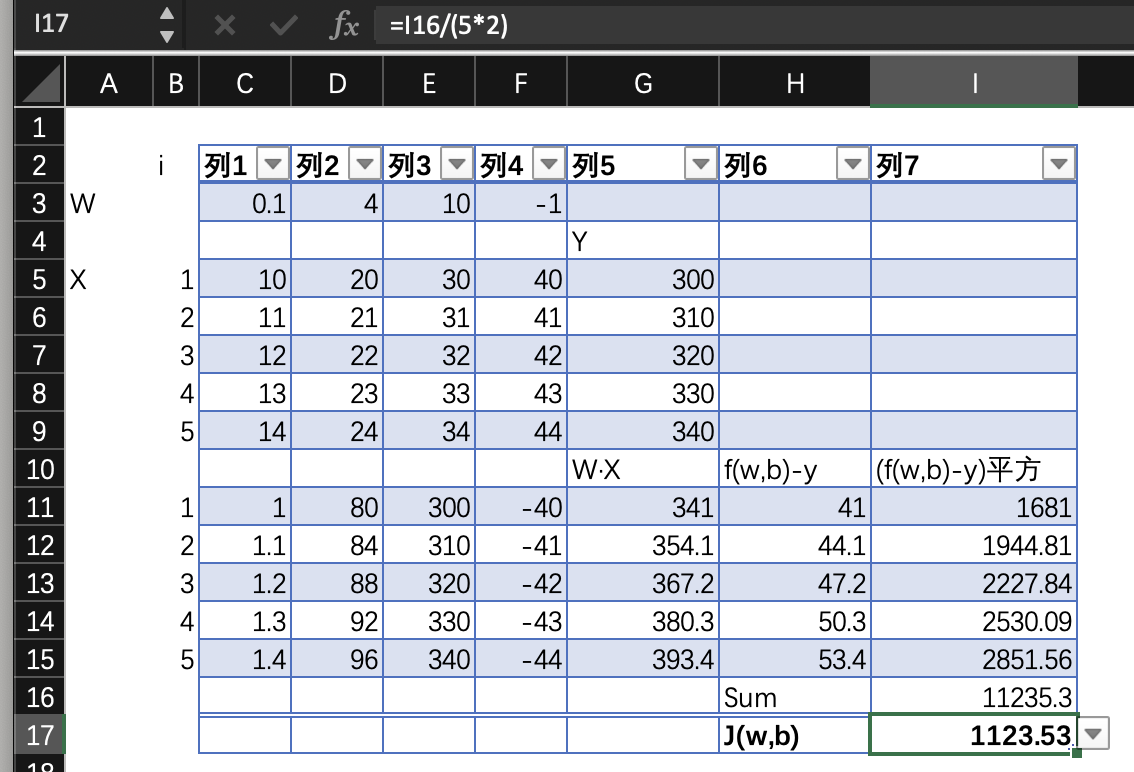 I17 fx =I16/(5*2)
A B C D E F G H I
1
2 i 列1 列2 列3 列4 列5 列6 列7
3 W 0.1 4 10 -1
4 Y
5 X 1 10 20 30 40 300
6 2 11 21 31 41 310
7 3 12 22 32 42 320
8 4 13 23 33 43 330
9 5 14 24 34 44 340
10 W·X f(w,b)-y (f(w,b)-y)平方
11 1 1 80 300 -40 341 41 1681
12 2 1.1 84 310 -41 354.1 44.1 1944.81
13 3 1.2 88 320 -42 367.2 47.2 2227.84
14 4 1.3 92 330 -43 380.3 50.3 2530.09
15 5 1.4 96 340 -44 393.4 53.4 2851.56
16 Sum 11235.3
17 J(w,b) 1123.53
18